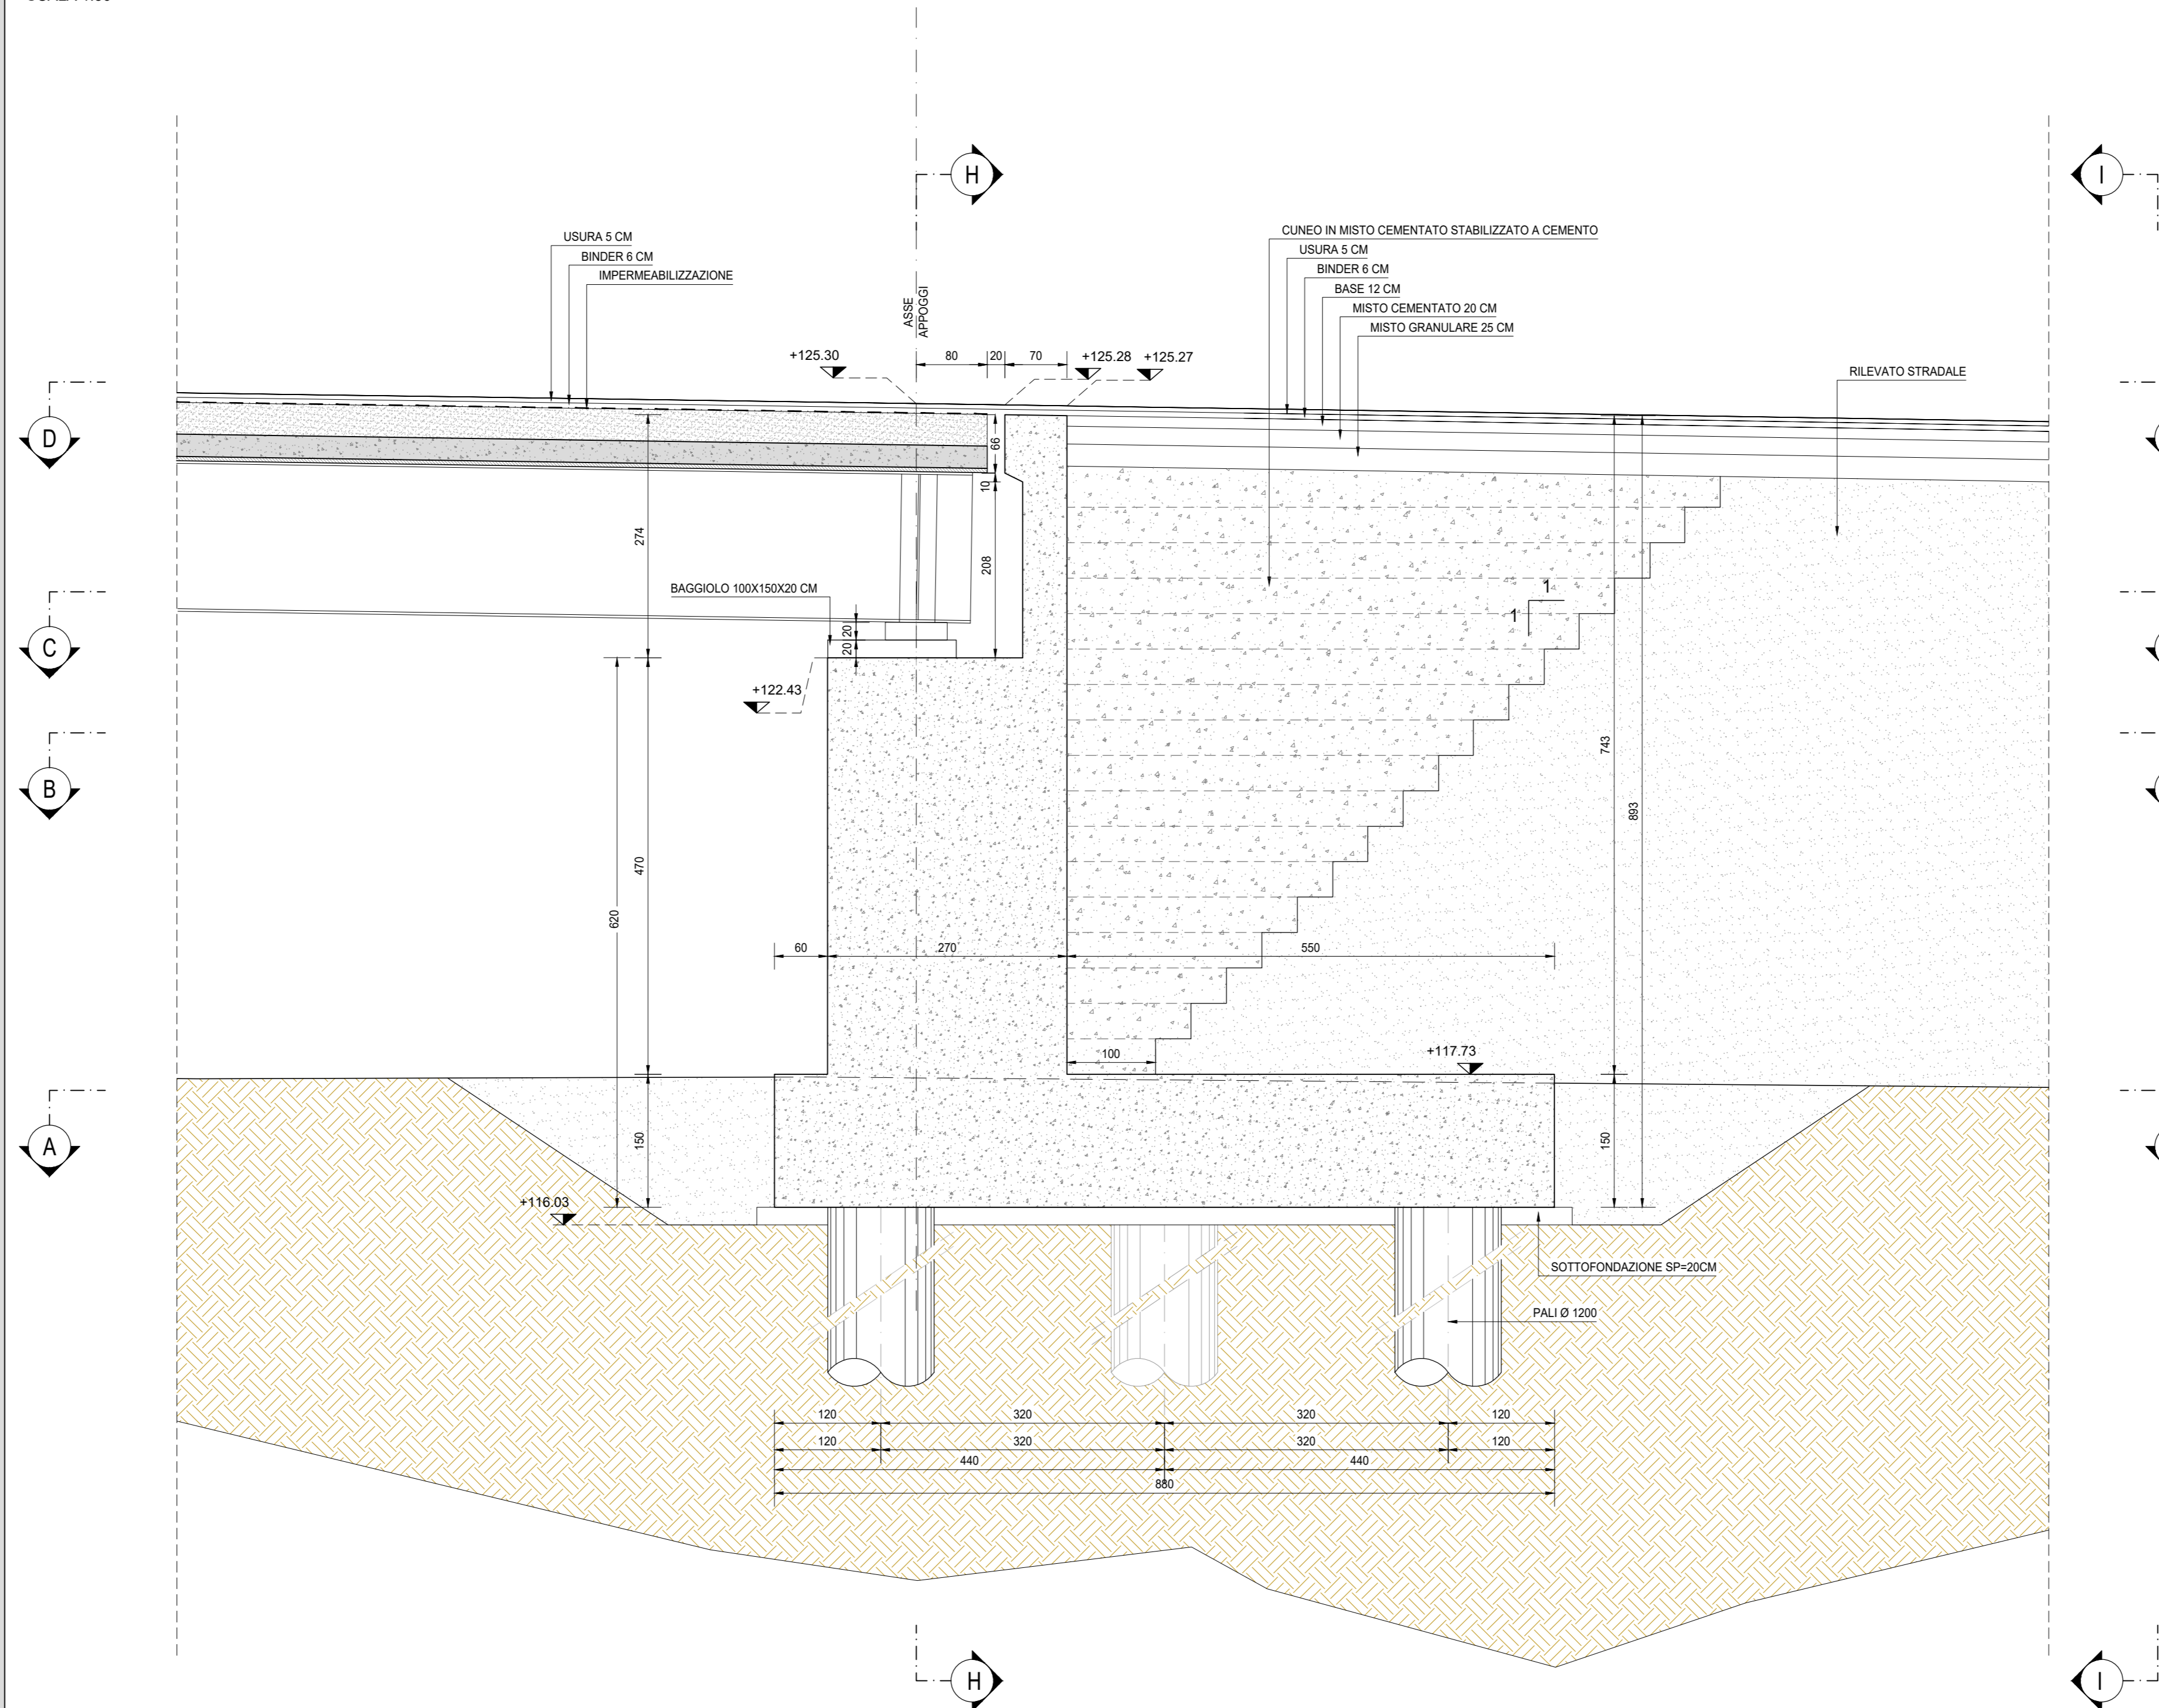 H
I
CUNEO IN MISTO CEMENTATO STABILIZZATO A CEMENTO
USURA 5 CM
BINDER 6 CM
IMPERMEABILIZZAZIONE
USURA 5 CM
BINDER 6 CM
BASE 12 CM
MISTO CEMENTATO 20 CM
MISTO GRANULARE 25 CM
ASSE
APPOGGI
+125.30
80
20
70
+125.28
+125.27
RILEVATO STRADALE
D
66
10
274
208
BAGGIOLO 100X150X20 CM
1
1
20
20
C
+122.43
743
B
893
470
620
60
270
550
100
+117.73
A
150
150
+116.03
SOTTOFONDAZIONE SP=20CM
PALI Ø 1200
120
320
320
120
120
320
320
120
440
440
880
H
I